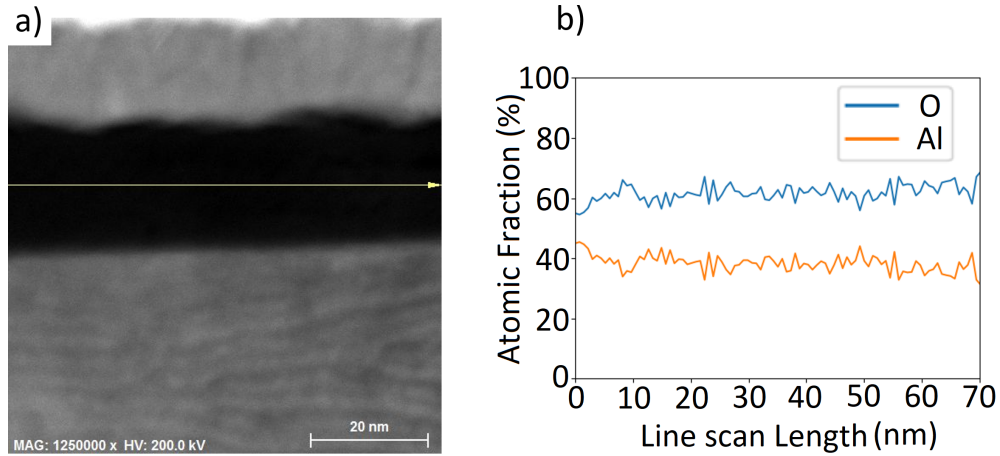 a)
20 nm
MAG: 1250000 x HV: 200.0 kV
b)
Atomic Fraction (%)
100
80
60
40
20
0
O
Al
0 10 20 30 40 50 60 70
Line scan Length (nm)